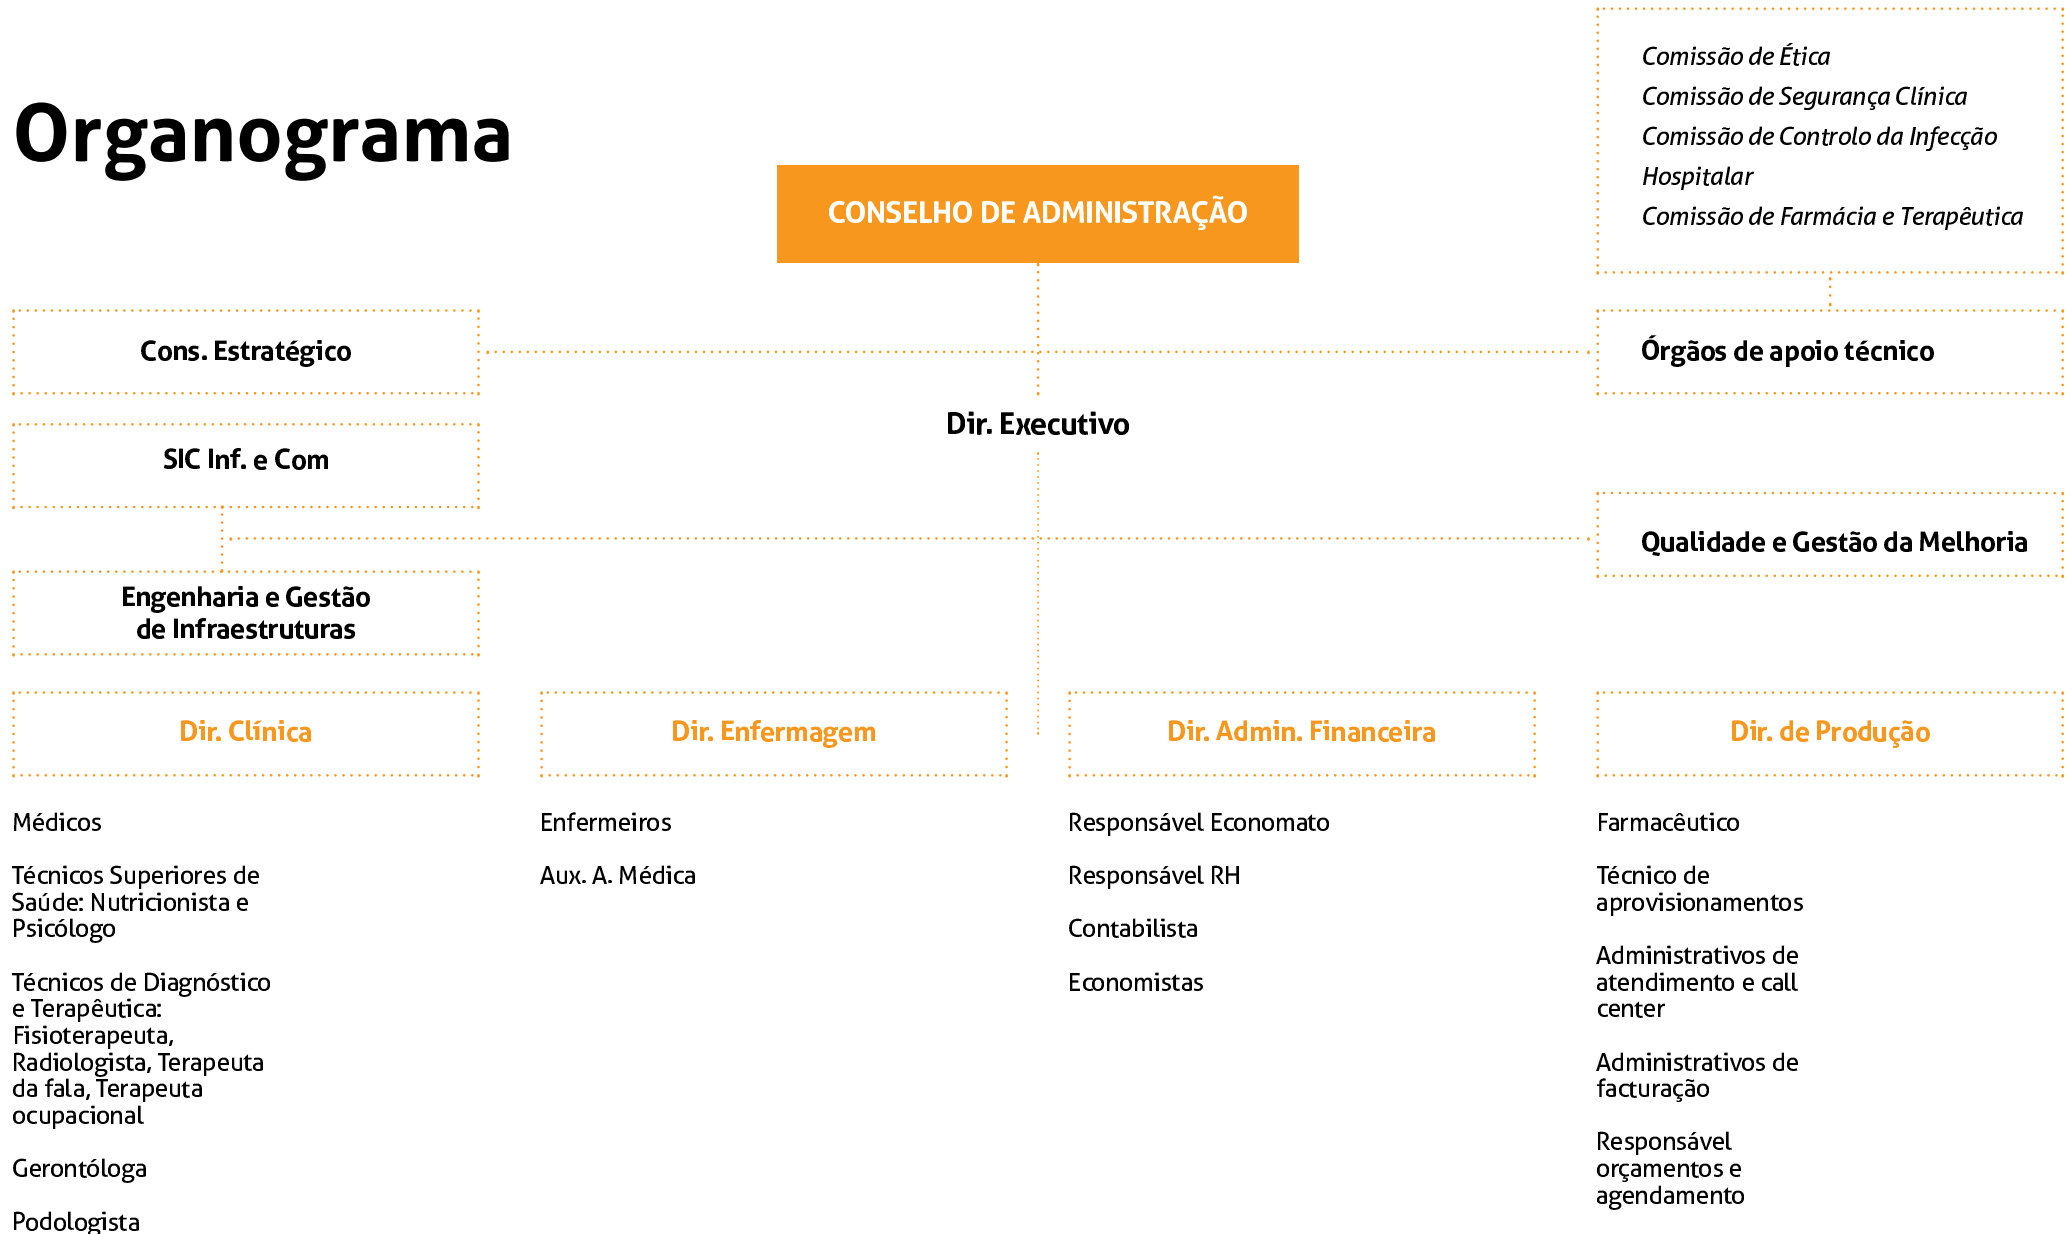 Organograma
Comissão de Ética
Comissão de Segurança Clínica
Comissão de Controlo da Infecção
Hospitalar
Comissão de Farmácia e Terapêutica
CONSELHO DE ADMINISTRAÇÃO
Cons. Estratégico
Órgãos de apoio técnico
Dir. Executivo
SIC Inf. e Com
Qualidade e Gestão da Melhoria
Engenharia e Gestão
de Infraestruturas
Dir. Clínica
Médicos
Técnicos Superiores de
Saúde: Nutricionista e
Psicólogo
Técnicos de Diagnóstico
e Terapêutica:
Fisioterapeuta,
Radiologista, Terapeuta
da fala, Terapeuta
ocupacional
Gerontóloga
Podologista
Dir. Enfermagem
Enfermeiros
Aux. A. Médica
Dir. Admin. Financeira
Responsável Economato
Responsável RH
Contabilista
Economistas
Dir. de Produção
Farmacêutico
Técnico de
aprovisionamentos
Administrativos de
atendimento e call
center
Administrativos de
facturação
Responsável
orçamentos e
agendamento